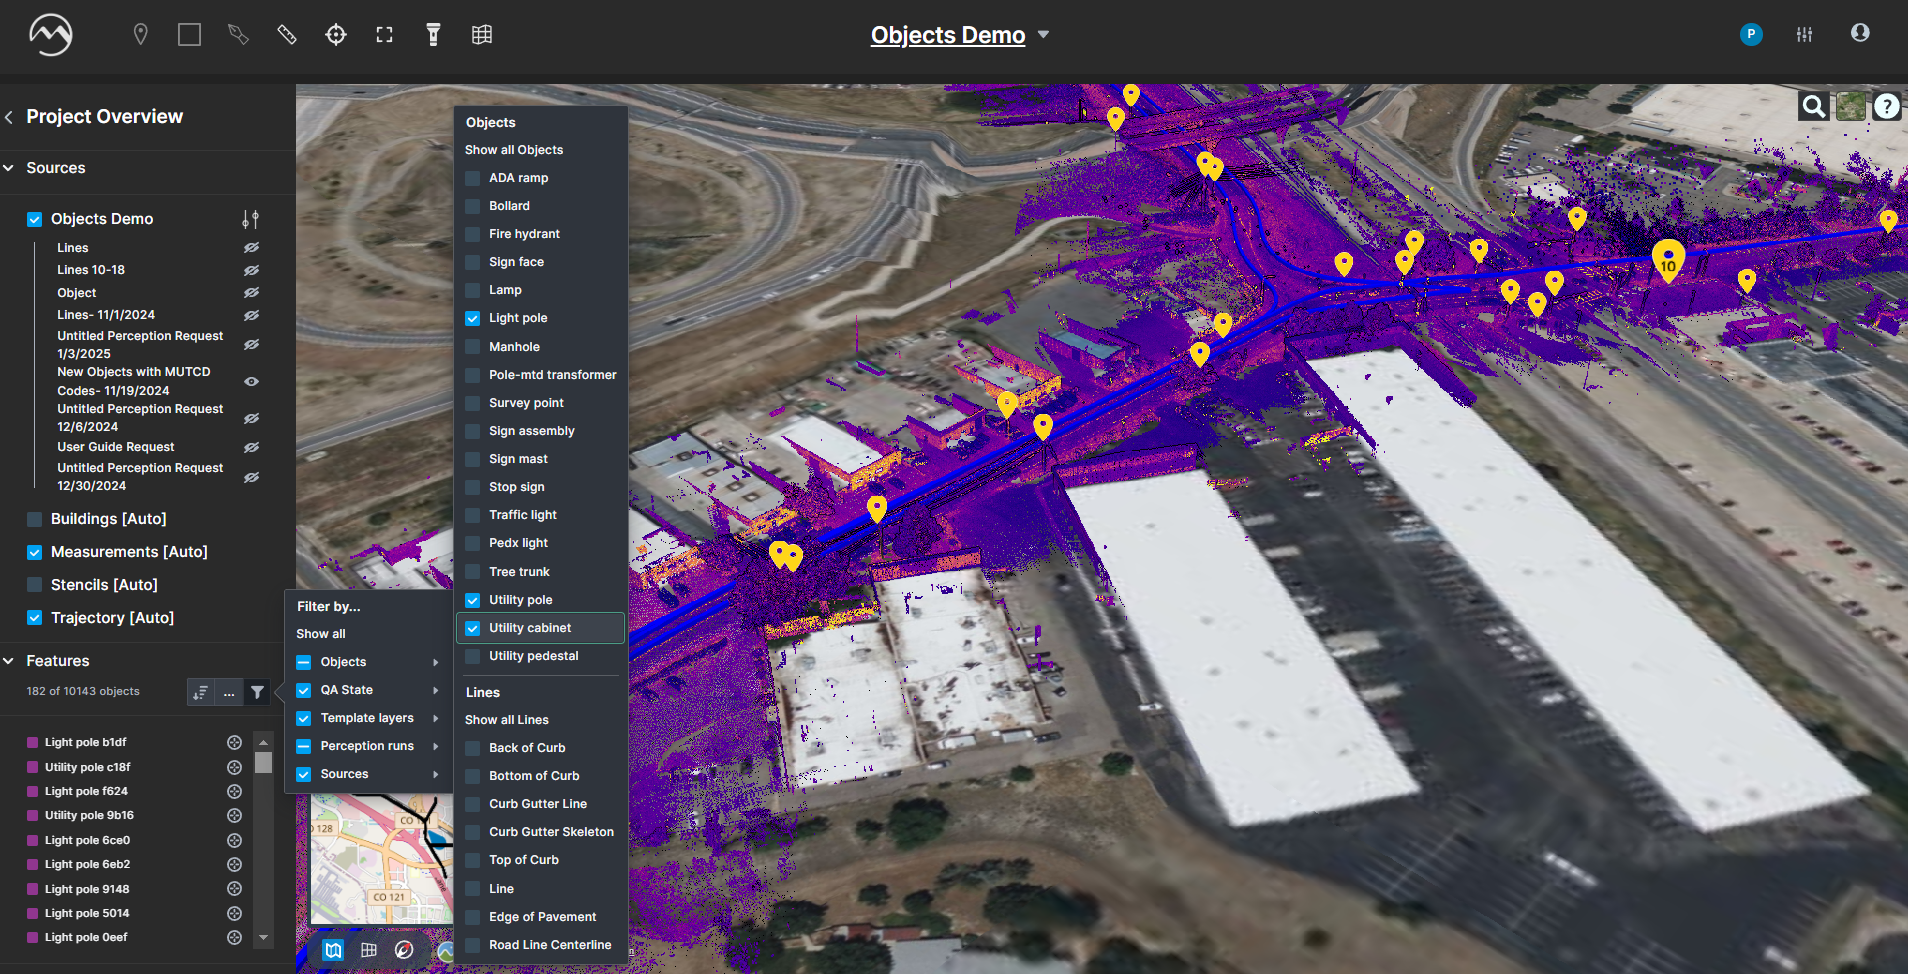 Objects Demo
P
Project Overview
Sources
Objects Demo
Lines
Lines 10-18
Object
Lines- 11/1/2024
Untitled Perception Request
1/3/2025
New Objects with MUTCD
Codes- 11/19/2024
Untitled Perception Request
12/6/2024
User Guide Request
Untitled Perception Request
12/30/2024
Buildings [Auto]
Measurements [Auto]
Stencils [Auto]
Trajectory [Auto]
Features
182 of 10143 objects
...
Light pole b1df
Utility pole c18f
Light pole f624
Utility pole 9b16
Light pole 6ce0
Light pole 6eb2
Light pole 9148
Light pole 5014
Light pole 0eef
Filter by...
Show all
Objects
QA State
Template layers
Perception runs
Sources
Objects
Show all Objects
ADA ramp
Bollard
Fire hydrant
Sign face
Lamp
Light pole
Manhole
Pole-mtd transformer
Survey point
Sign assembly
Sign mast
Stop sign
Traffic light
Pedx light
Tree trunk
Utility pole
Utility cabinet
Utility pedestal
Lines
Show all Lines
Back of Curb
Bottom of Curb
Curb Gutter Line
Curb Gutter Skeleton
Top of Curb
Line
Edge of Pavement
Road Line Centerline
128
CO
CO 121
10
?